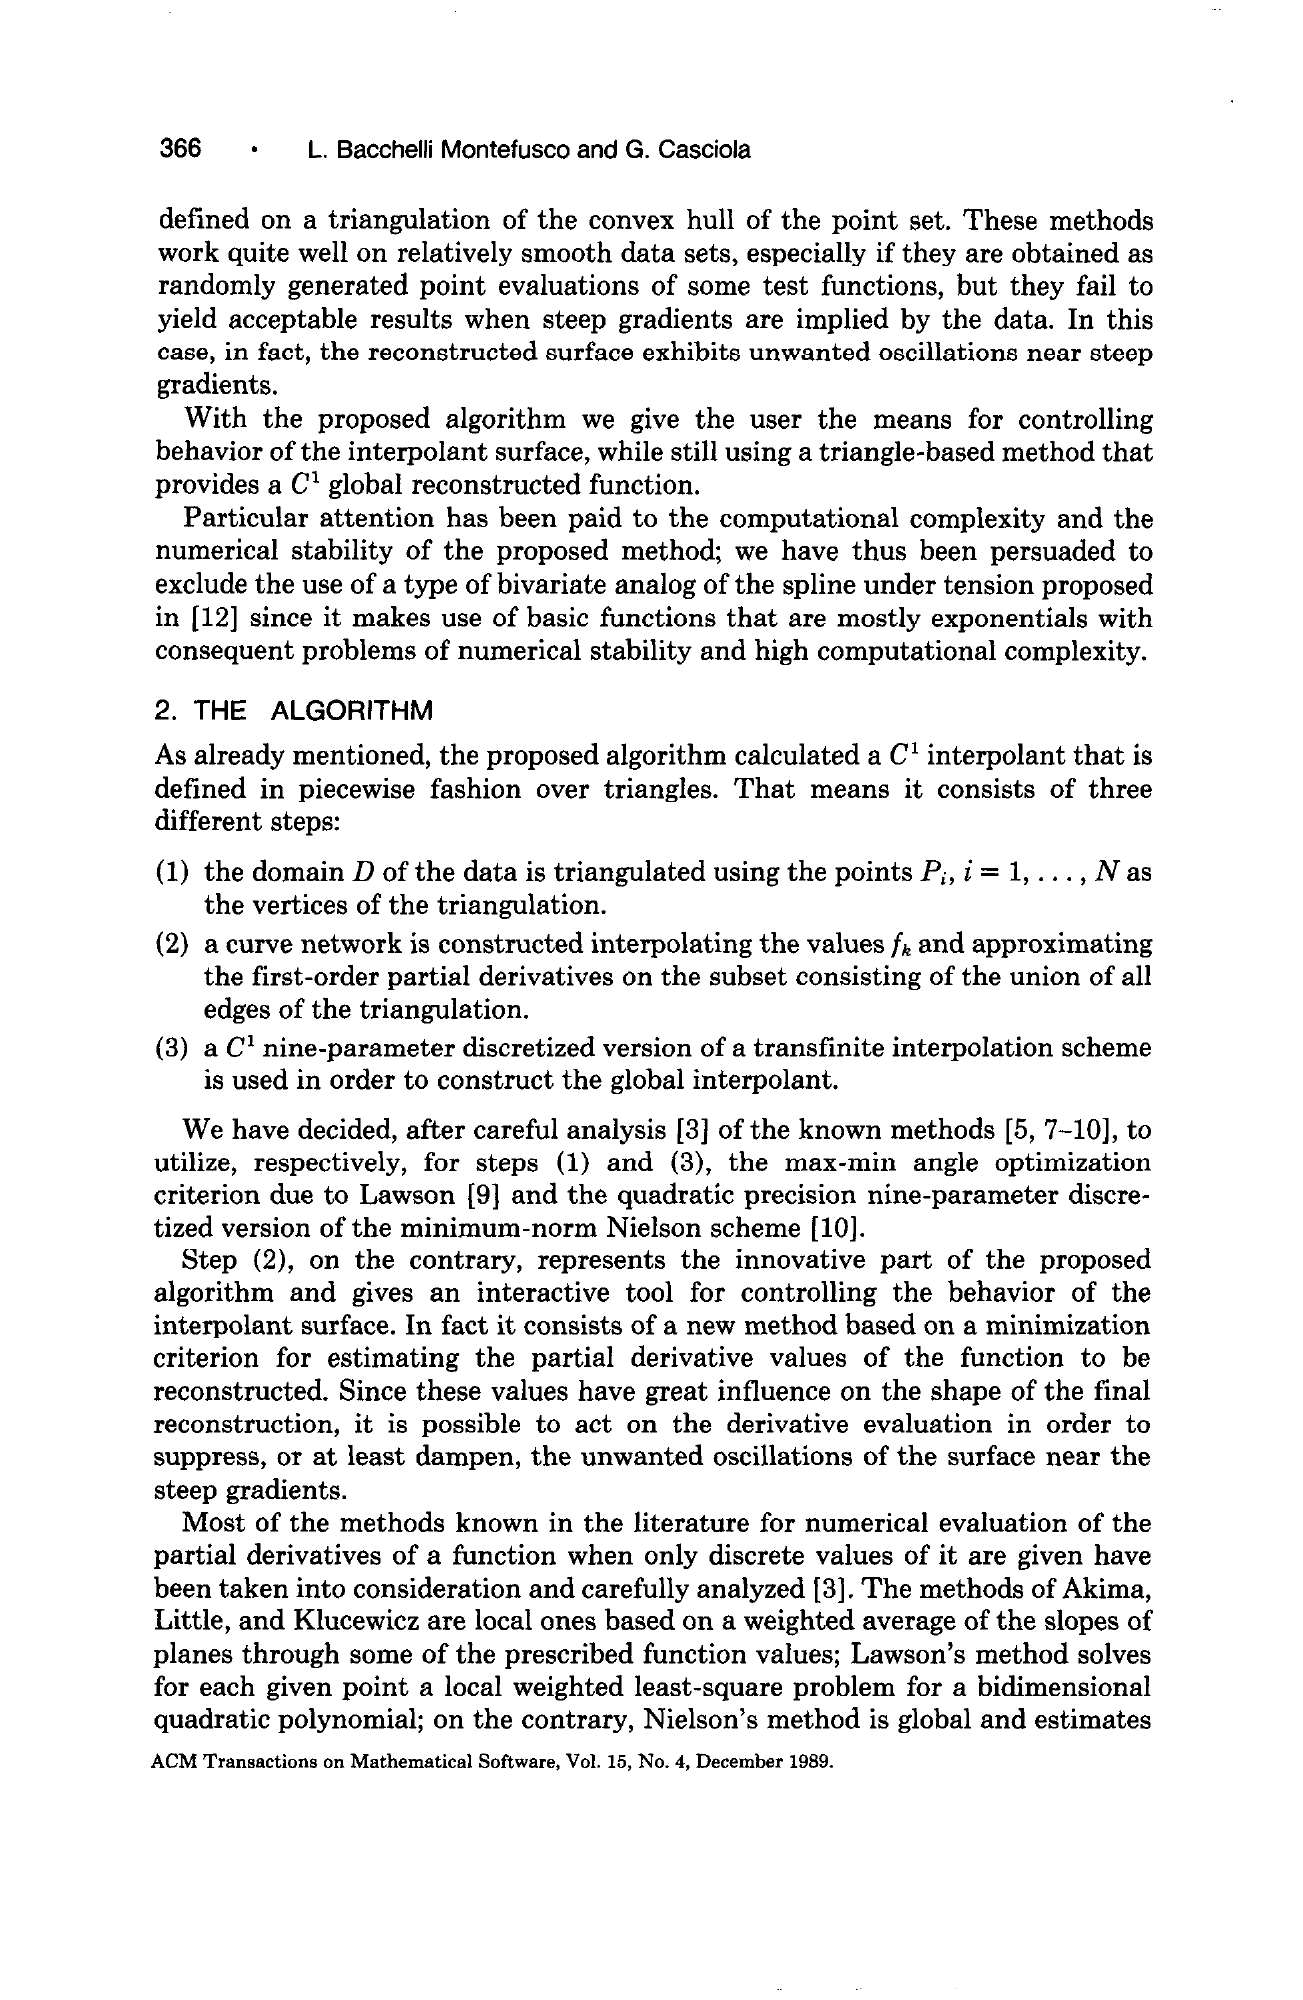 366 • L. Bacchelli Montefusco and G. Casciola
defined on a triangulation of the convex hull of the point set. These methods
work quite well on relatively smooth data sets, especially if they are obtained as
randomly generated point evaluations of some test functions, but they fail to
yield acceptable results when steep gradients are implied by the data. In this
case, in fact, the reconstructed surface exhibits unwanted oscillations near steep
gradients.
With the proposed algorithm we give the user the means for controlling
behavior of the interpolant surface, while still using a triangle-based method that
provides a C¹ global reconstructed function.
Particular attention has been paid to the computational complexity and the
numerical stability of the proposed method; we have thus been persuaded to
exclude the use of a type of bivariate analog of the spline under tension proposed
in [12] since it makes use of basic functions that are mostly exponentials with
consequent problems of numerical stability and high computational complexity.
2. THE ALGORITHM
As already mentioned, the proposed algorithm calculated a C¹ interpolant that is
defined in piecewise fashion over triangles. That means it consists of three
different steps:
(1) the domain D of the data is triangulated using the points Pᵢ, i = 1, . . . , N as
the vertices of the triangulation.
(2) a curve network is constructed interpolating the values fₖ and approximating
the first-order partial derivatives on the subset consisting of the union of all
edges of the triangulation.
(3) a C¹ nine-parameter discretized version of a transfinite interpolation scheme
is used in order to construct the global interpolant.
We have decided, after careful analysis [3] of the known methods [5, 7–10], to
utilize, respectively, for steps (1) and (3), the max-min angle optimization
criterion due to Lawson [9] and the quadratic precision nine-parameter discre-
tized version of the minimum-norm Nielson scheme [10].
Step (2), on the contrary, represents the innovative part of the proposed
algorithm and gives an interactive tool for controlling the behavior of the
interpolant surface. In fact it consists of a new method based on a minimization
criterion for estimating the partial derivative values of the function to be
reconstructed. Since these values have great influence on the shape of the final
reconstruction, it is possible to act on the derivative evaluation in order to
suppress, or at least dampen, the unwanted oscillations of the surface near the
steep gradients.
Most of the methods known in the literature for numerical evaluation of the
partial derivatives of a function when only discrete values of it are given have
been taken into consideration and carefully analyzed [3]. The methods of Akima,
Little, and Klucewicz are local ones based on a weighted average of the slopes of
planes through some of the prescribed function values; Lawson's method solves
for each given point a local weighted least-square problem for a bidimensional
quadratic polynomial; on the contrary, Nielson's method is global and estimates
ACM Transactions on Mathematical Software, Vol. 15, No. 4, December 1989.